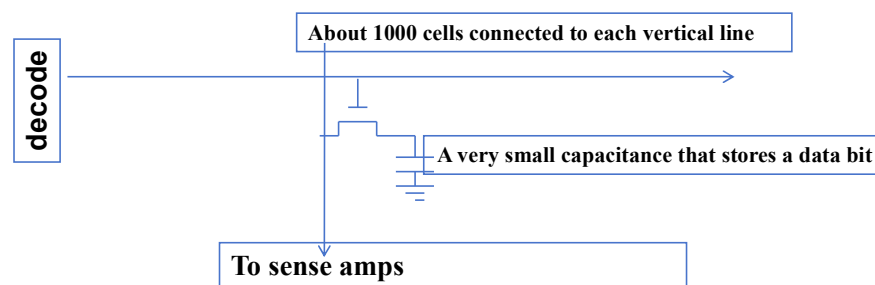 About 1000 cells connected to each vertical line
decode
A very small capacitance that stores a data bit
To sense amps